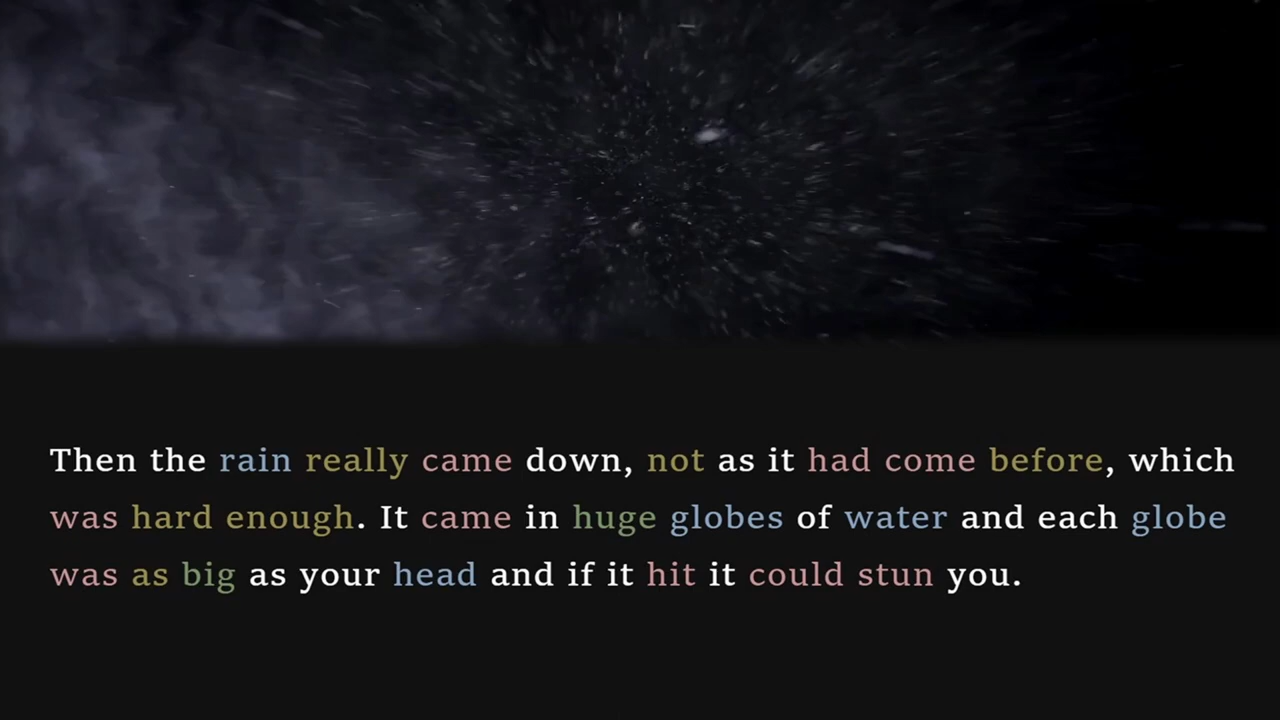 Then the rain really came down, not as it had come before, which
was hard enough. It came in huge globes of water and each globe
was as big as your head and if it hit it could stun you.